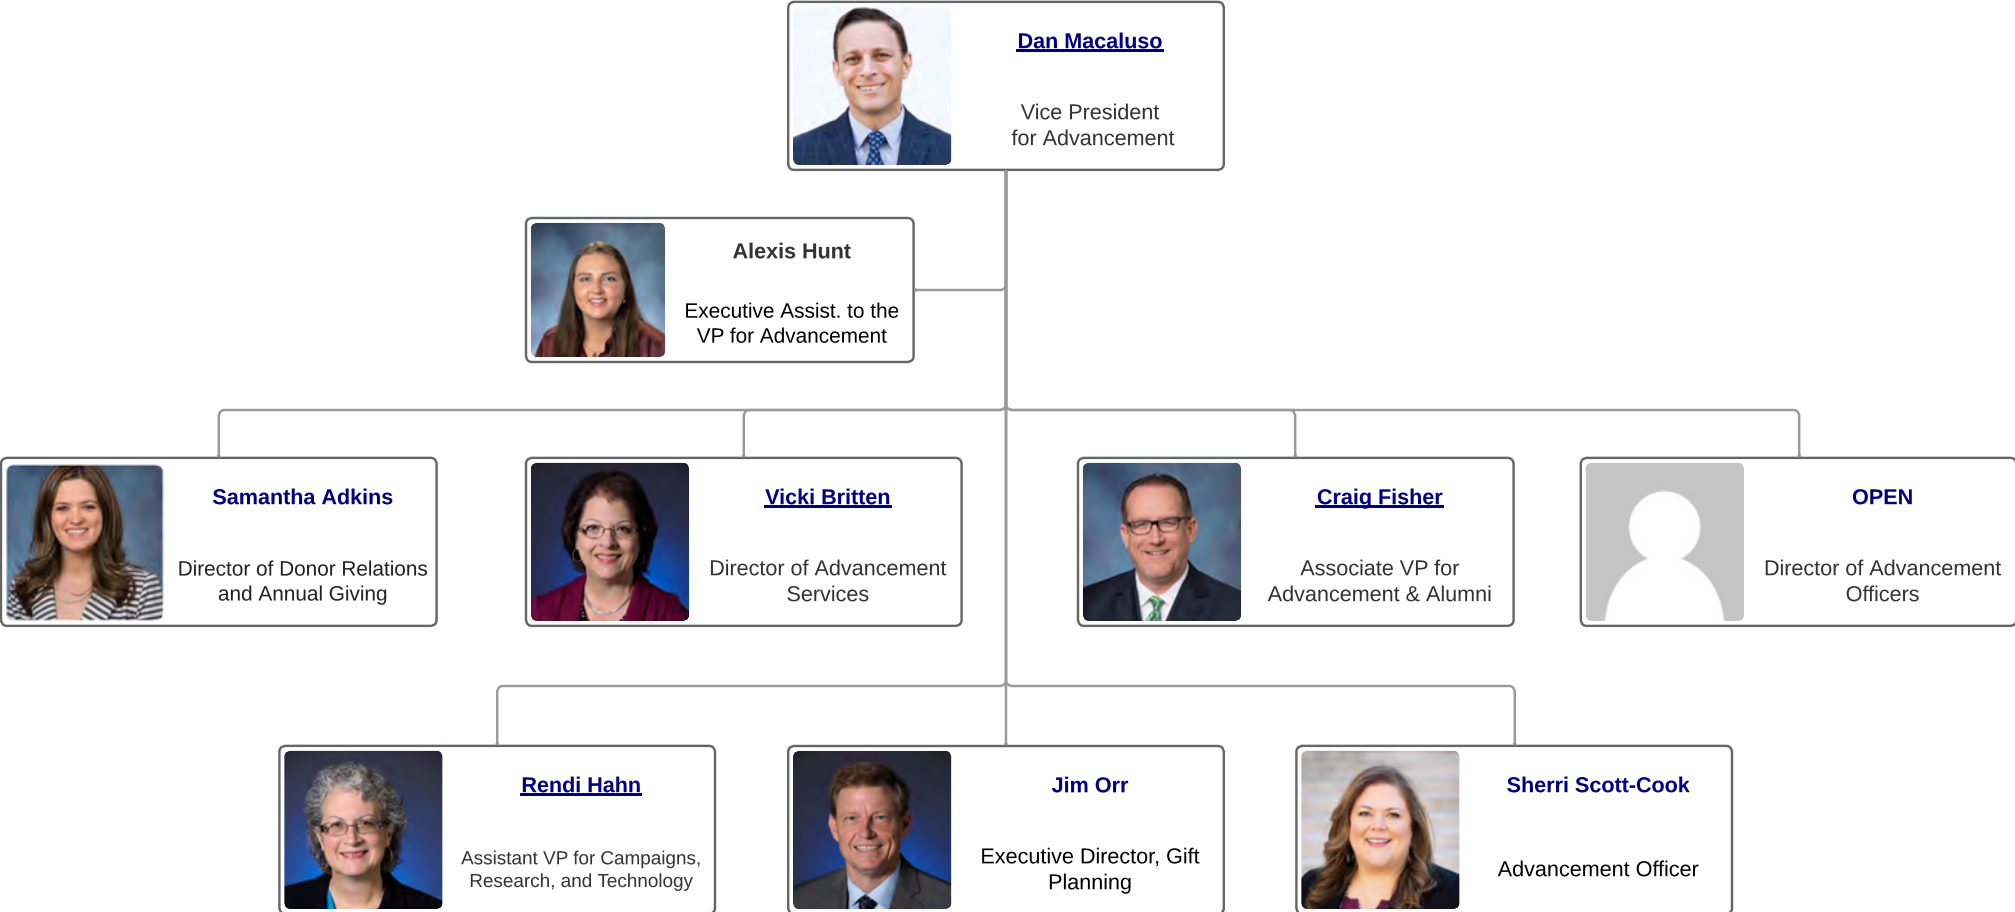 Dan Macaluso
Vice President
for Advancement
Alexis Hunt
Executive Assist. to the
VP for Advancement
Samantha Adkins
Director of Donor Relations
and Annual Giving
Vicki Britten
Director of Advancement
Services
Craig Fisher
Associate VP for
Advancement & Alumni
OPEN
Director of Advancement
Officers
Rendi Hahn
Assistant VP for Campaigns,
Research, and Technology
Jim Orr
Executive Director, Gift
Planning
Sherri Scott-Cook
Advancement Officer